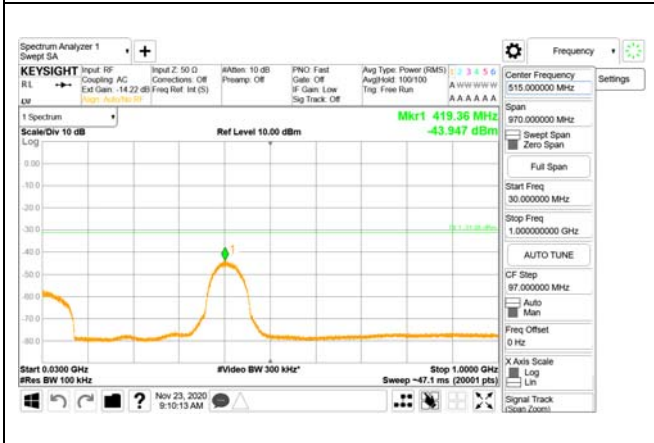 Spectrum Analyzer 1
Swept SA
Frequency
KEYSIGHT
RL
Input: RF
Coupling: AC
Ext Gain: -14.22 dB
Align: Auto/No RF
Input Z: 50 Ω
Corrections: Off
Freq Ref: Int (S)
#Atten: 10 dB
Preamp: Off
PNO: Fast
Gate: Off
IF Gain: Low
Sig Track: Off
Avg Type: Power (RMS)
Avg|Hold: 100/100
Trig: Free Run
1 2 3 4 5 6
A W W W W W
A A A A A A
1 Spectrum
Scale/Div 10 dB
Log
Ref Level 10.00 dBm
Mkr1 419.36 MHz
-43.947 dBm
0.00
-10.0
-20.0
-30.0
-40.0
-50.0
-60.0
-70.0
-80.0
1
Start 0.0300 GHz
#Res BW 100 kHz
#Video BW 300 kHz*
Stop 1.0000 GHz
Sweep ~47.1 ms (20001 pts)
Nov 23, 2020
9:10:13 AM
Center Frequency
515.000000 MHz
Settings
Span
970.000000 MHz
Swept Span
Zero Span
Full Span
Start Freq
30.000000 MHz
Stop Freq
1.000000000 GHz
AUTO TUNE
CF Step
97.000000 MHz
Auto
Man
Freq Offset
0 Hz
X Axis Scale
Log
Lin
Signal Track
(Span Zoom)